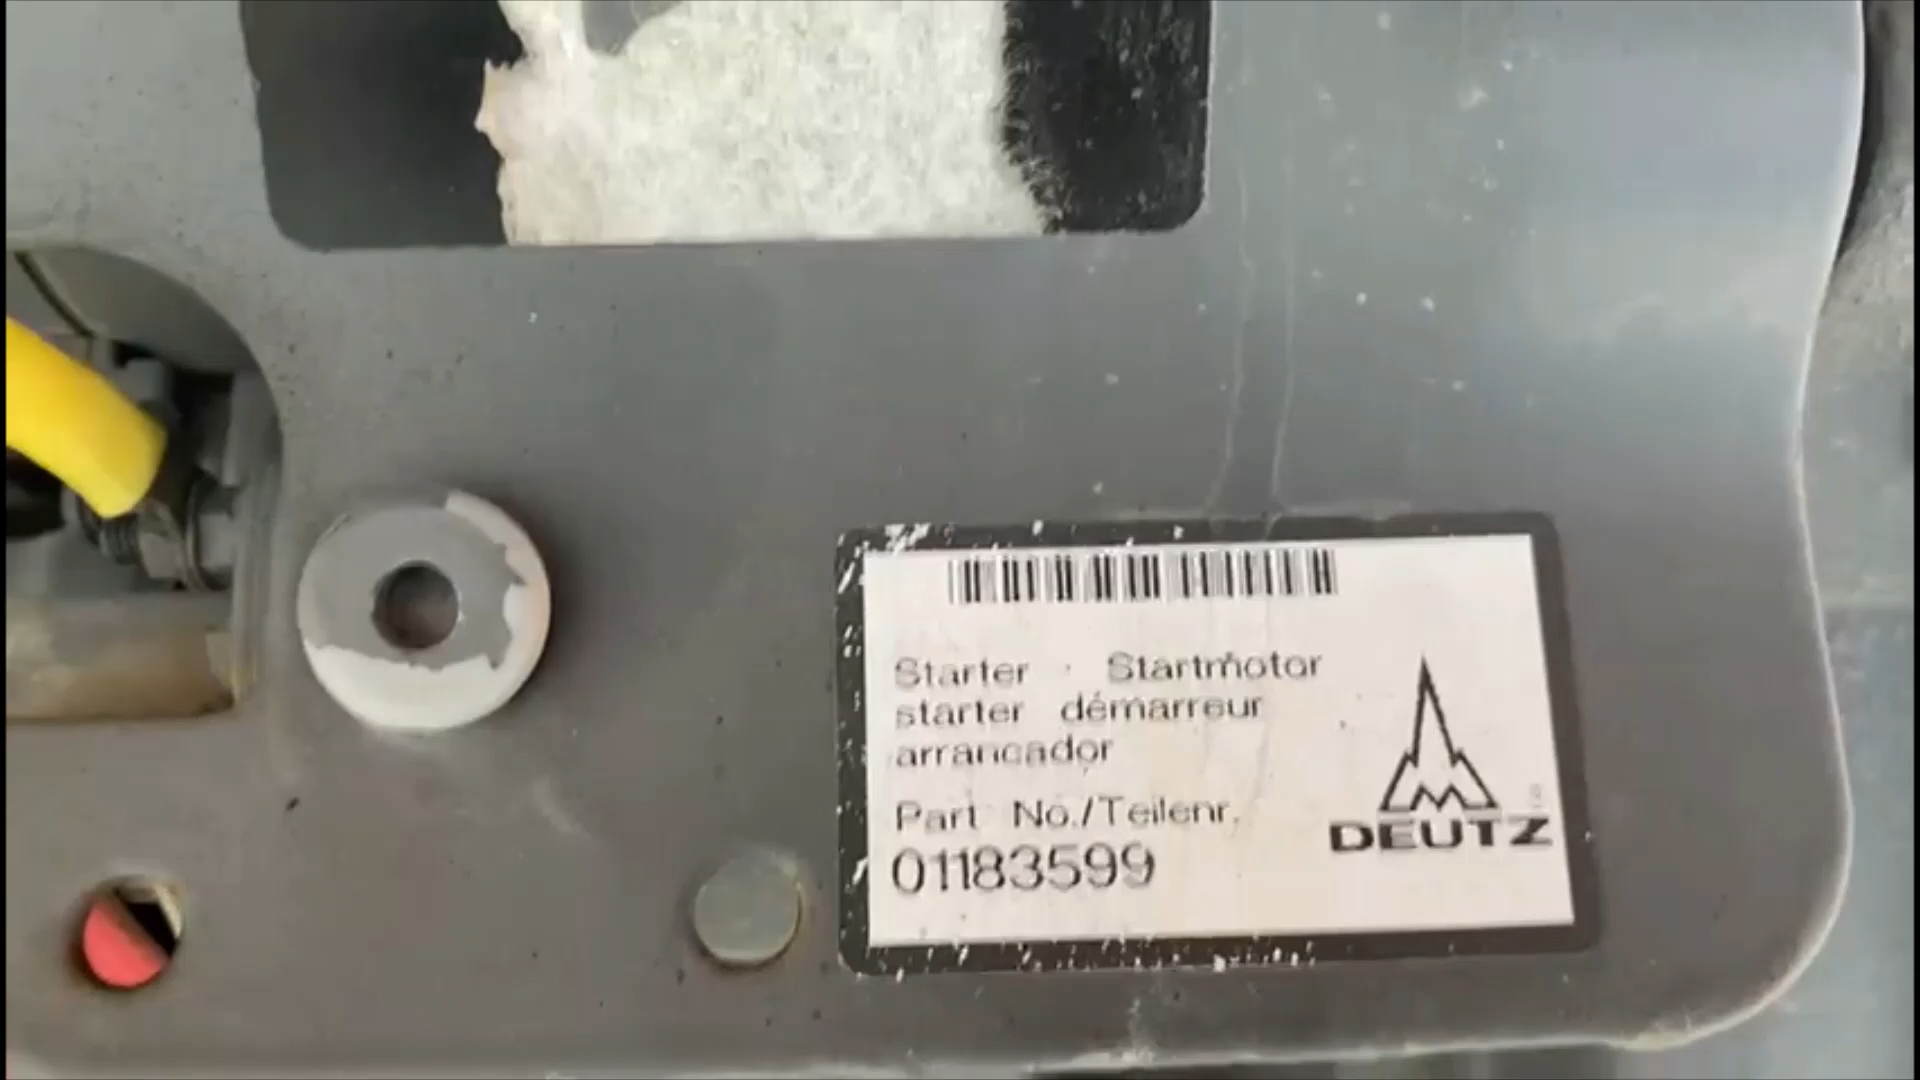 Starter · Startmotor
starter démarreur
arrancador
Part No./Teilenr.
01183599
DEUTZ